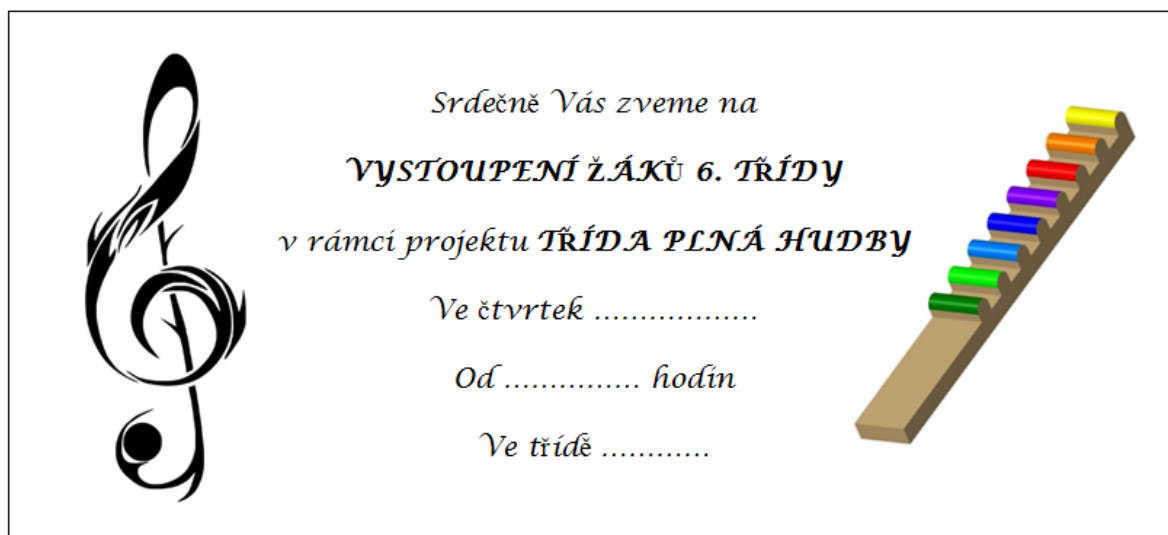 Srdečně Vás zveme na
VYSTOUPENÍ ŽÁKŮ 6. TŘÍDY
v rámci projektu TŘÍDA PLNÁ HUDBY
Ve čtvrtek ..................
Od ............... hodin
Ve třídě ............